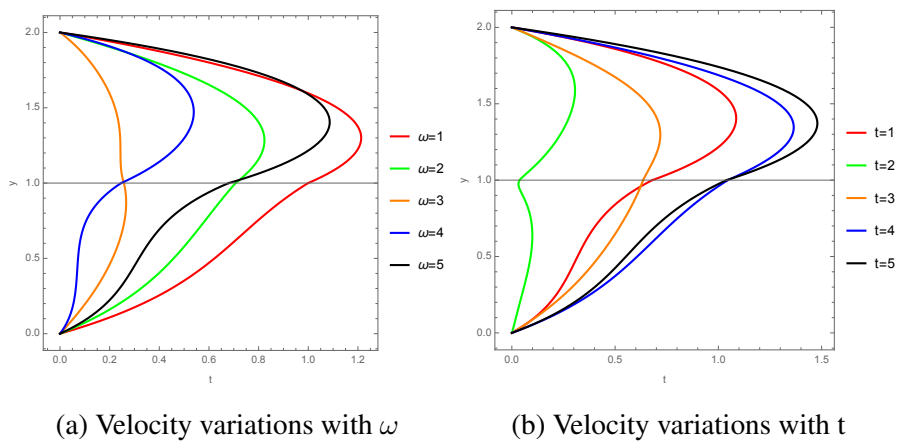 2.0
1.5
1.0
0.5
0.0
y
0.0 0.2 0.4 0.6 0.8 1.0 1.2
t
ω=1
ω=2
ω=3
ω=4
ω=5
(a) Velocity variations with ω
2.0
1.5
1.0
0.5
0.0
y
0.0 0.5 1.0 1.5
t
t=1
t=2
t=3
t=4
t=5
(b) Velocity variations with t